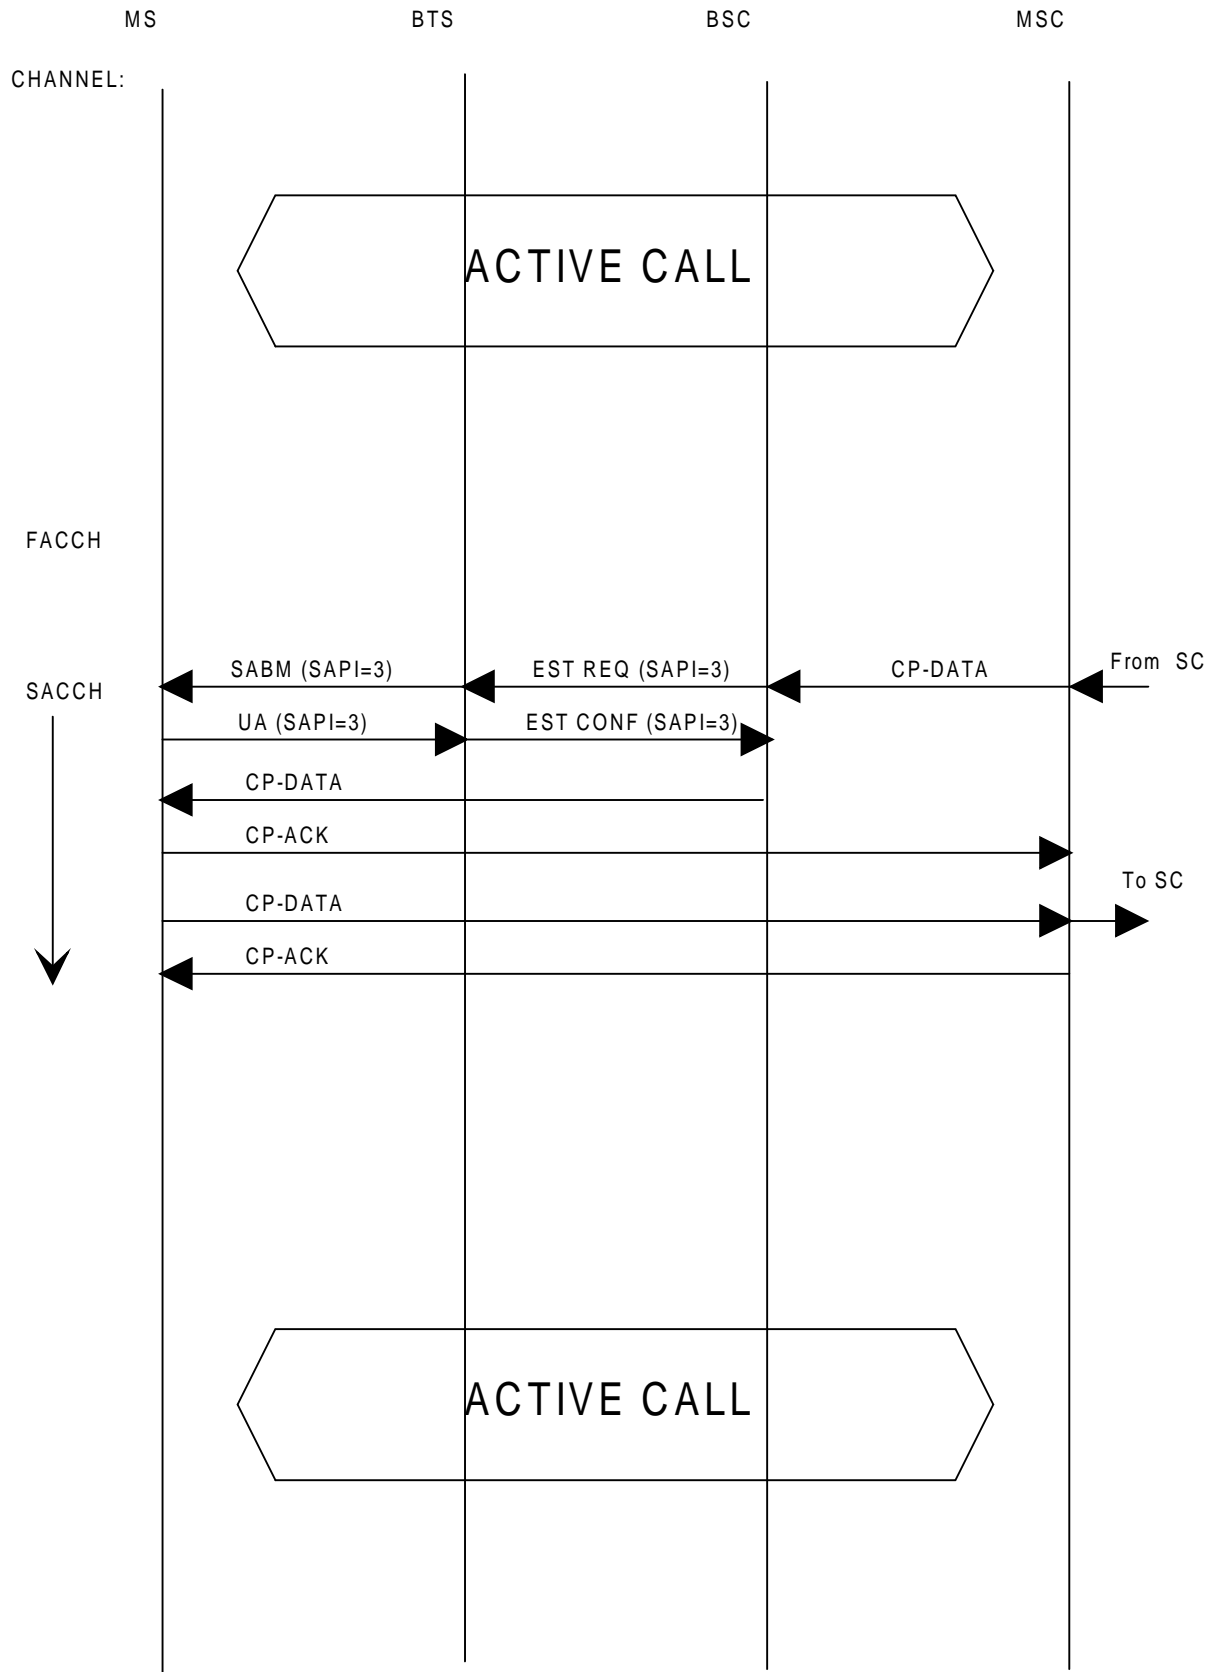 MS BTS BSC MSC
CHANNEL:
ACTIVE CALL
FACCH
SABM (SAPI=3) EST REQ (SAPI=3) CP-DATA From SC
SACCH
UA (SAPI=3) EST CONF (SAPI=3)
CP-DATA
CP-ACK
To SC
CP-DATA
CP-ACK
ACTIVE CALL